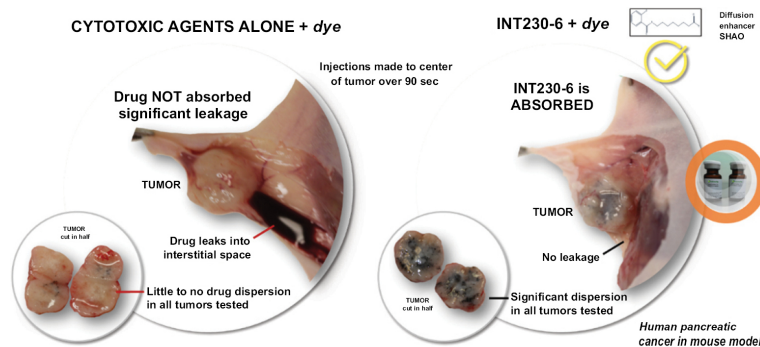 CYTOTOXIC AGENTS ALONE + dye
Drug NOT absorbed
significant leakage
Injections made to center
of tumor over 90 sec
TUMOR
Drug leaks into
interstitial space
TUMOR
cut in half
Little to no drug dispersion
in all tumors tested
INT230-6 + dye
Diffusion
enhancer
SHAO
INT230-6 is
ABSORBED
TUMOR
No leakage
TUMOR
cut in half
Significant dispersion
in all tumors tested
Human pancreatic
cancer in mouse model